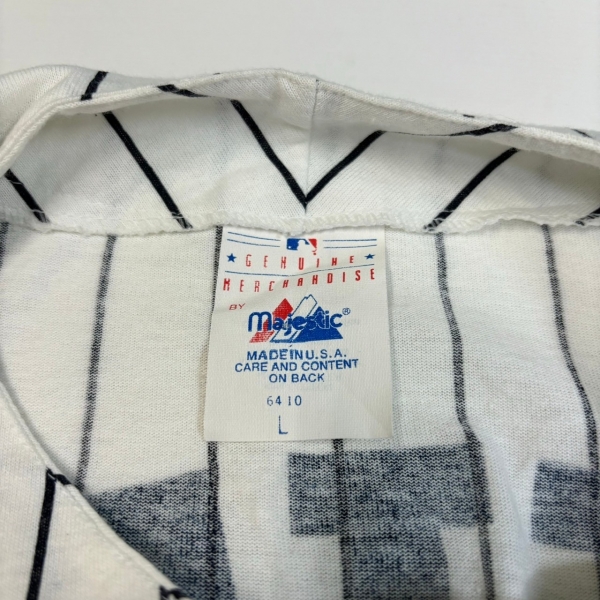 GENUINE
MERCHANDISE
BY
Majestic®
MADE IN U.S.A.
CARE AND CONTENT
ON BACK
6410
L